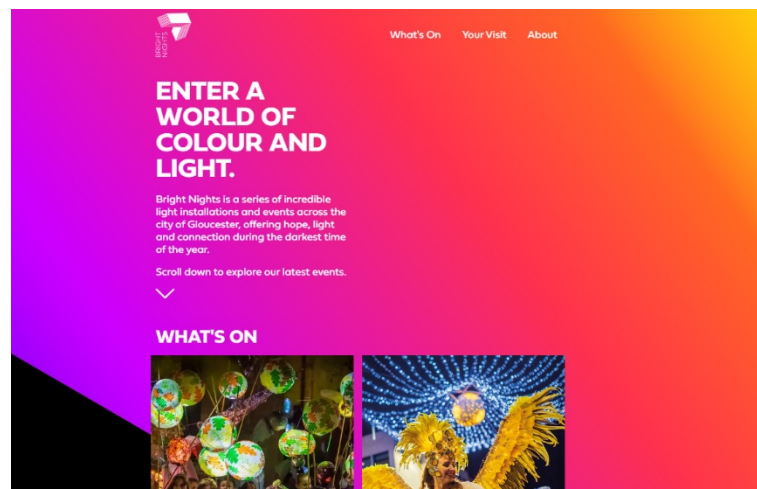 BRIGHT
NIGHTS
What's On
Your Visit
About
ENTER A
WORLD OF
COLOUR AND
LIGHT.
Bright Nights is a series of incredible
light installations and events across the
city of Gloucester, offering hope, light
and connection during the darkest time
of the year.
Scroll down to explore our latest events.
WHAT'S ON